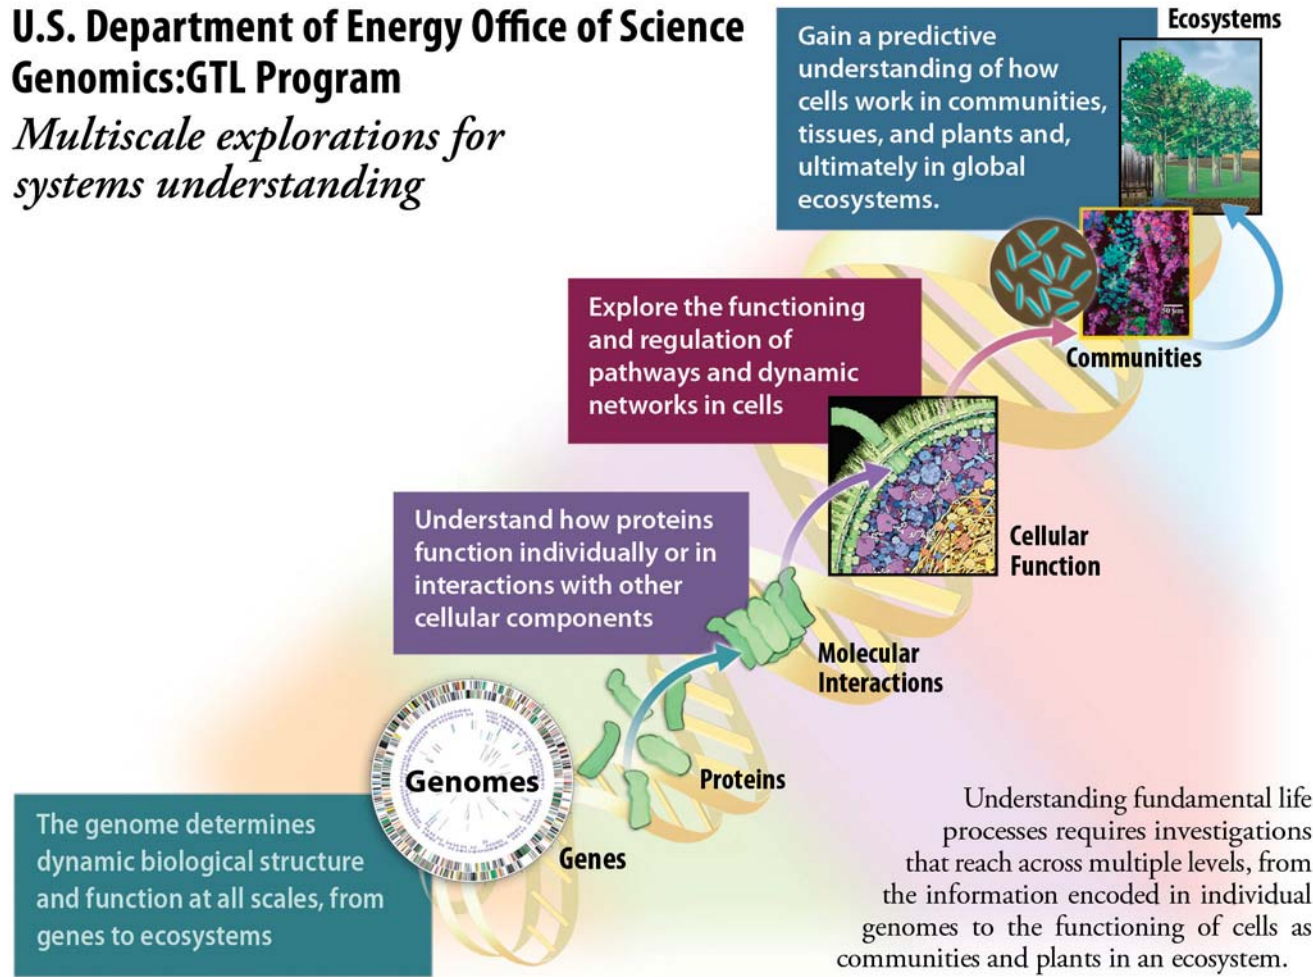 U.S. Department of Energy Office of Science
Genomics:GTL Program
Multiscale explorations for
systems understanding
Ecosystems
Gain a predictive
understanding of how
cells work in communities,
tissues, and plants and,
ultimately in global
ecosystems.
50 µm
Communities
Explore the functioning
and regulation of
pathways and dynamic
networks in cells
Cellular
Function
Understand how proteins
function individually or in
interactions with other
cellular components
Molecular
Interactions
Genomes
Proteins
Genes
The genome determines
dynamic biological structure
and function at all scales, from
genes to ecosystems
Understanding fundamental life
processes requires investigations
that reach across multiple levels, from
the information encoded in individual
genomes to the functioning of cells as
communities and plants in an ecosystem.